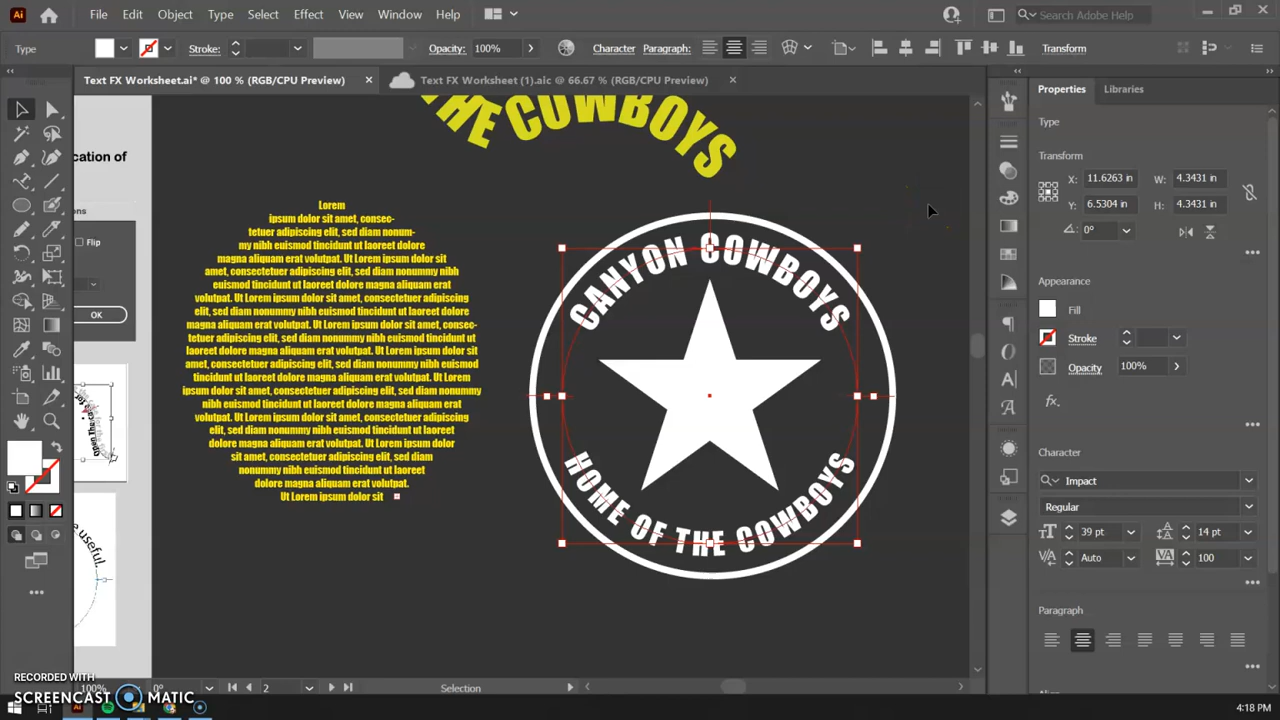 Ai File Edit Object Type Select Effect View Window Help Search Adobe Help
Type Stroke: Opacity: 100% Character Paragraph: Transform
Text FX Worksheet.ai* @ 100 % (RGB/CPU Preview) × Text FX Worksheet (1).aic @ 66.67 % (RGB/CPU Preview) ×
Properties Libraries
THE COWBOYS
Type
ication of
Transform
X: 11.6263 in W: 4.3431 in
Y: 6.5304 in H: 4.3431 in
0°
ons
Flip
OK
Lorem
ipsum dolor sit amet, consec-
adipiscing elit, sed diam nonum-
my nibh euismod tincidunt ut laoreet dolore
magna aliquam erat volutpat. Ut Lorem ipsum dolor sit
amet, consectetuer adipiscing elit, sed diam nonummy nibh
euismod tincidunt ut laoreet dolore magna aliquam erat
volutpat. Ut Lorem ipsum dolor sit amet, consectetuer adipiscing
elit, sed diam nonummy nibh euismod tincidunt ut laoreet dolore
magna aliquam erat volutpat. Ut Lorem ipsum dolor sit amet, consec-
tetuer adipiscing elit, sed diam nonummy nibh euismod tincidunt ut
laoreet dolore magna aliquam erat volutpat. Ut Lorem ipsum dolor sit
amet, consectetuer adipiscing elit, sed diam nonummy nibh euismod
tincidunt ut laoreet dolore magna aliquam erat volutpat. Ut Lorem
ipsum dolor sit amet, consectetuer adipiscing elit, sed diam nonummy
nibh euismod tincidunt ut laoreet dolore magna aliquam erat
volutpat. Ut Lorem ipsum dolor sit amet, consectetuer
adipiscing elit, sed diam nonummy nibh euismod
tincidunt ut laoreet dolore magna aliquam erat
volutpat. Ut Lorem ipsum dolor sit amet,
consectetuer adipiscing elit, sed diam
nonummy nibh euismod tincidunt ut laoreet
dolore magna aliquam erat volutpat.
Ut Lorem ipsum dolor sit
CANYON COWBOYS
HOME OF THE COWBOYS
Appearance
Fill
Stroke
Opacity 100%
fx.
Character
Impact
Regular
39 pt 14 pt
Auto 100
Paragraph
Open the
e useful.
RECORDED WITH
SCREENCAST MATIC
100% 0° 2 Selection
4:18 PM